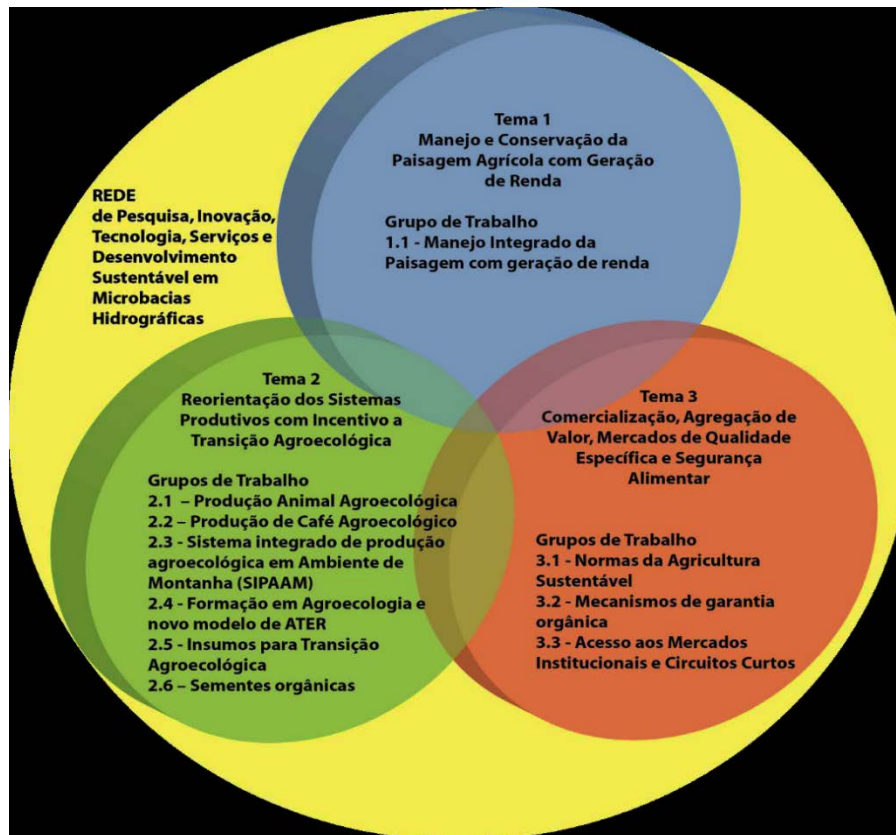 Tema 1
Manejo e Conservação da
Paisagem Agrícola com Geração
de Renda
Grupo de Trabalho
1.1 - Manejo Integrado da
Paisagem com geração de renda
REDE
de Pesquisa, Inovação,
Tecnologia, Serviços e
Desenvolvimento
Sustentável em
Microbacias
Hidrográficas
Tema 2
Reorientação dos Sistemas
Produtivos com Incentivo a
Transição Agroecológica
Grupos de Trabalho
2.1 – Produção Animal Agroecológica
2.2 – Produção de Café Agroecológico
2.3 - Sistema integrado de produção
agroecológica em Ambiente de
Montanha (SIPAAM)
2.4 - Formação em Agroecologia e
novo modelo de ATER
2.5 - Insumos para Transição
Agroecológica
2.6 – Sementes orgânicas
Tema 3
Comercialização, Agregação de
Valor, Mercados de Qualidade
Específica e Segurança
Alimentar
Grupos de Trabalho
3.1 - Normas da Agricultura
Sustentável
3.2 - Mecanismos de garantia
orgânica
3.3 - Acesso aos Mercados
Institucionais e Circuitos Curtos